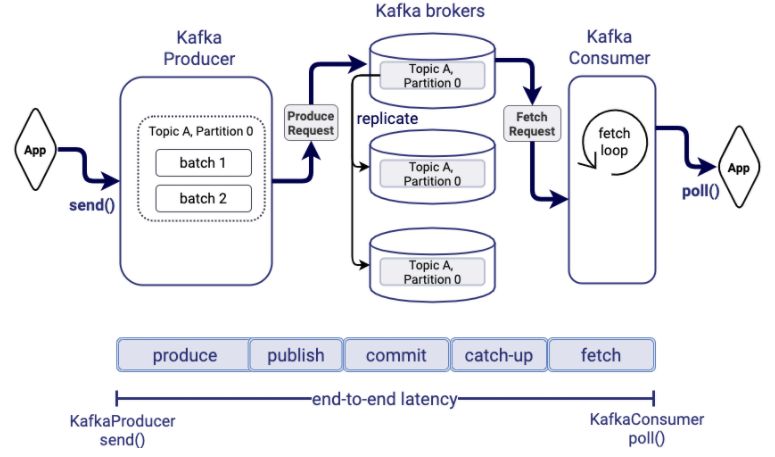 Kafka
Producer
Kafka brokers
Kafka
Consumer
App
send()
Topic A, Partition 0
batch 1
batch 2
Produce
Request
Topic A,
Partition 0
replicate
Topic A,
Partition 0
Topic A,
Partition 0
Fetch
Request
fetch
loop
poll()
App
produce
publish
commit
catch-up
fetch
end-to-end latency
KafkaProducer
send()
KafkaConsumer
poll()